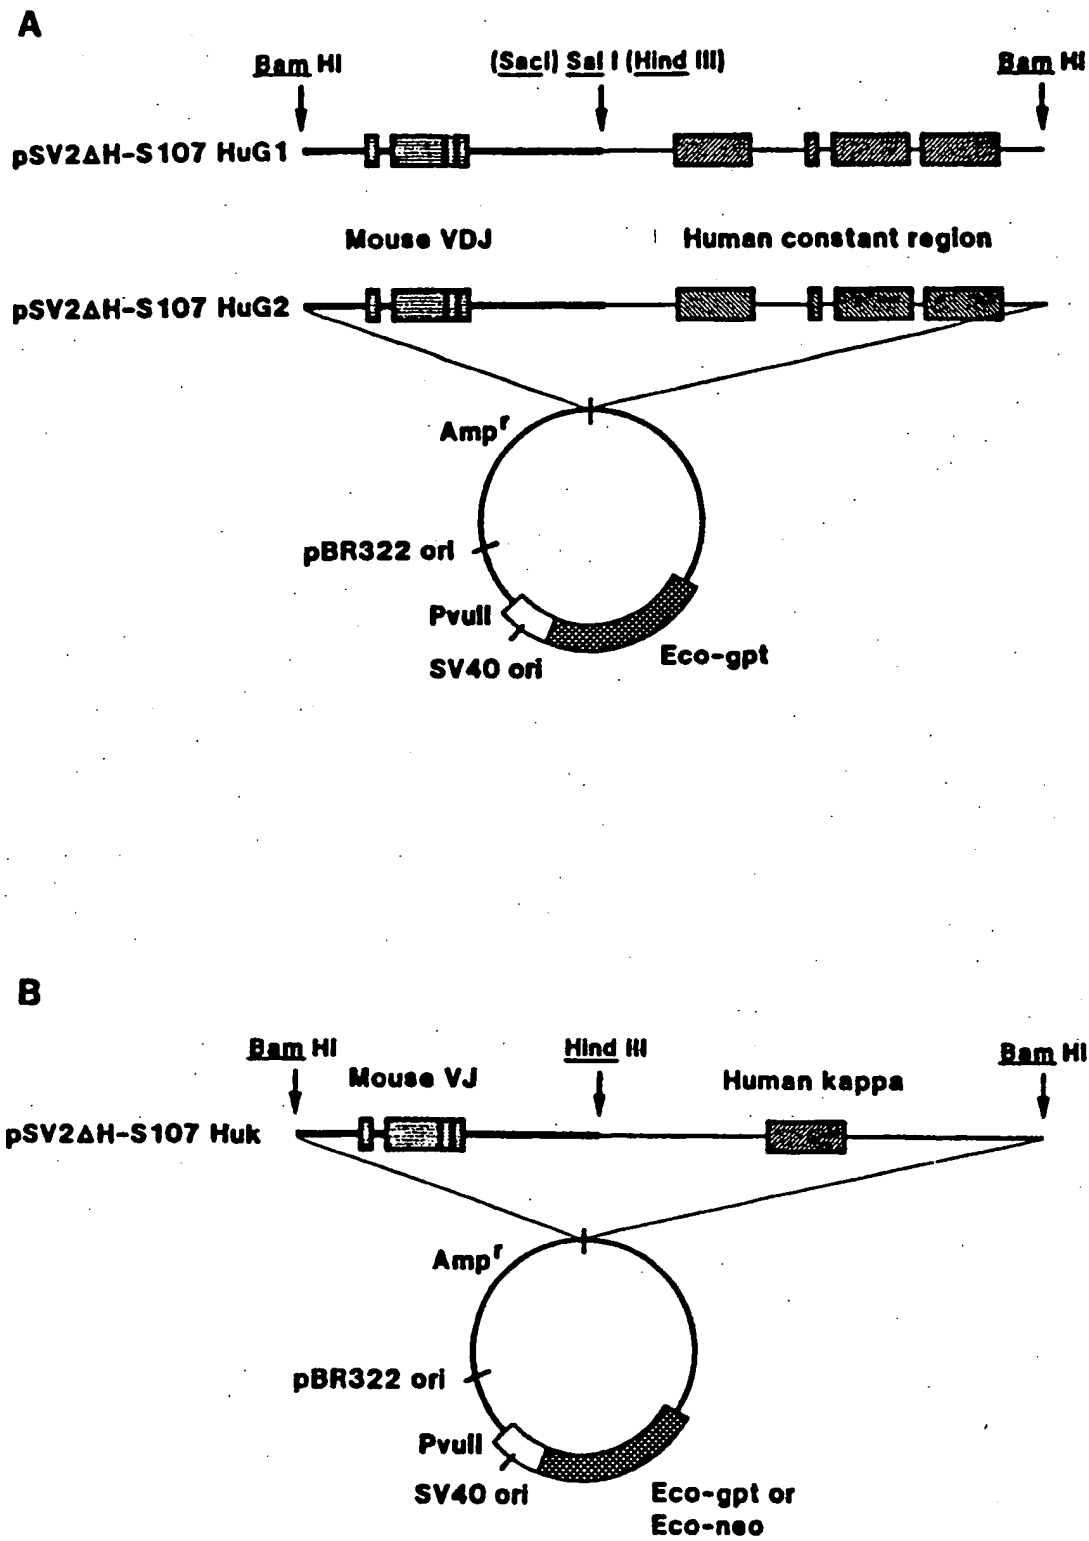 A
Bam HI
(SacI) Sal I (Hind III)
Bam HI
pSV2ΔH-S107 HuG1
Mouse VDJ
Human constant region
pSV2ΔH-S107 HuG2
Ampʳ
pBR322 ori
PvuII
SV40 ori
Eco-gpt
B
Bam HI
Hind III
Bam HI
Mouse VJ
Human kappa
pSV2ΔH-S107 Huk
Ampʳ
pBR322 ori
PvuII
SV40 ori
Eco-gpt or
Eco-neo